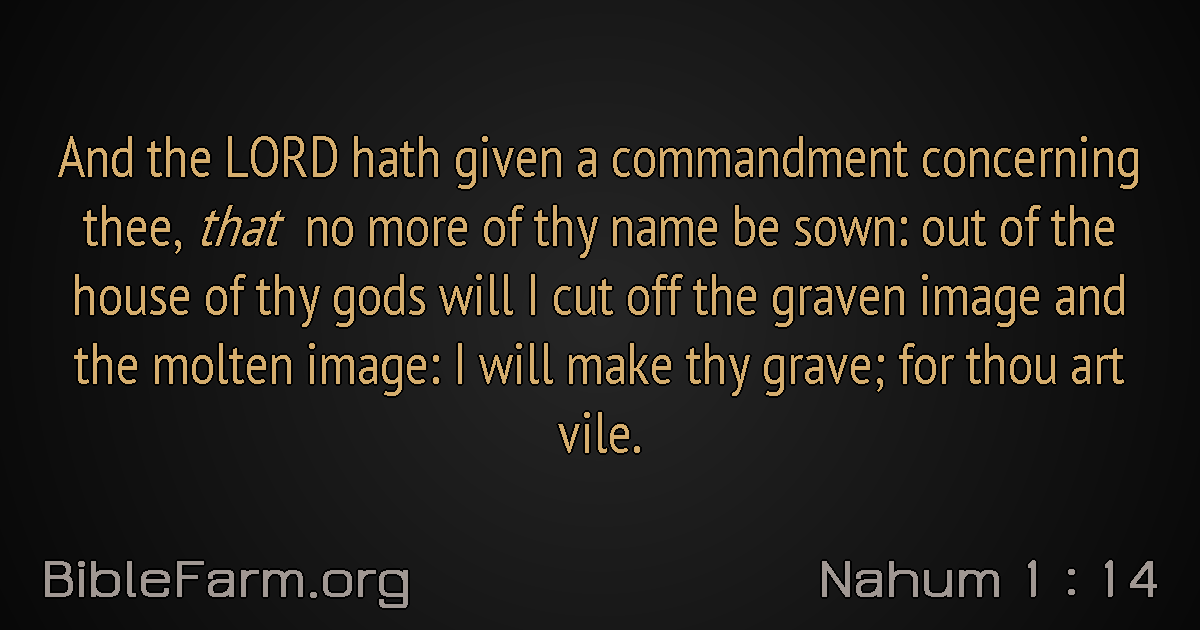 And the LORD hath given a commandment concerning
thee, that no more of thy name be sown: out of the
house of thy gods will I cut off the graven image and
the molten image: I will make thy grave; for thou art
vile.
BibleFarm.org
Nahum 1 : 14